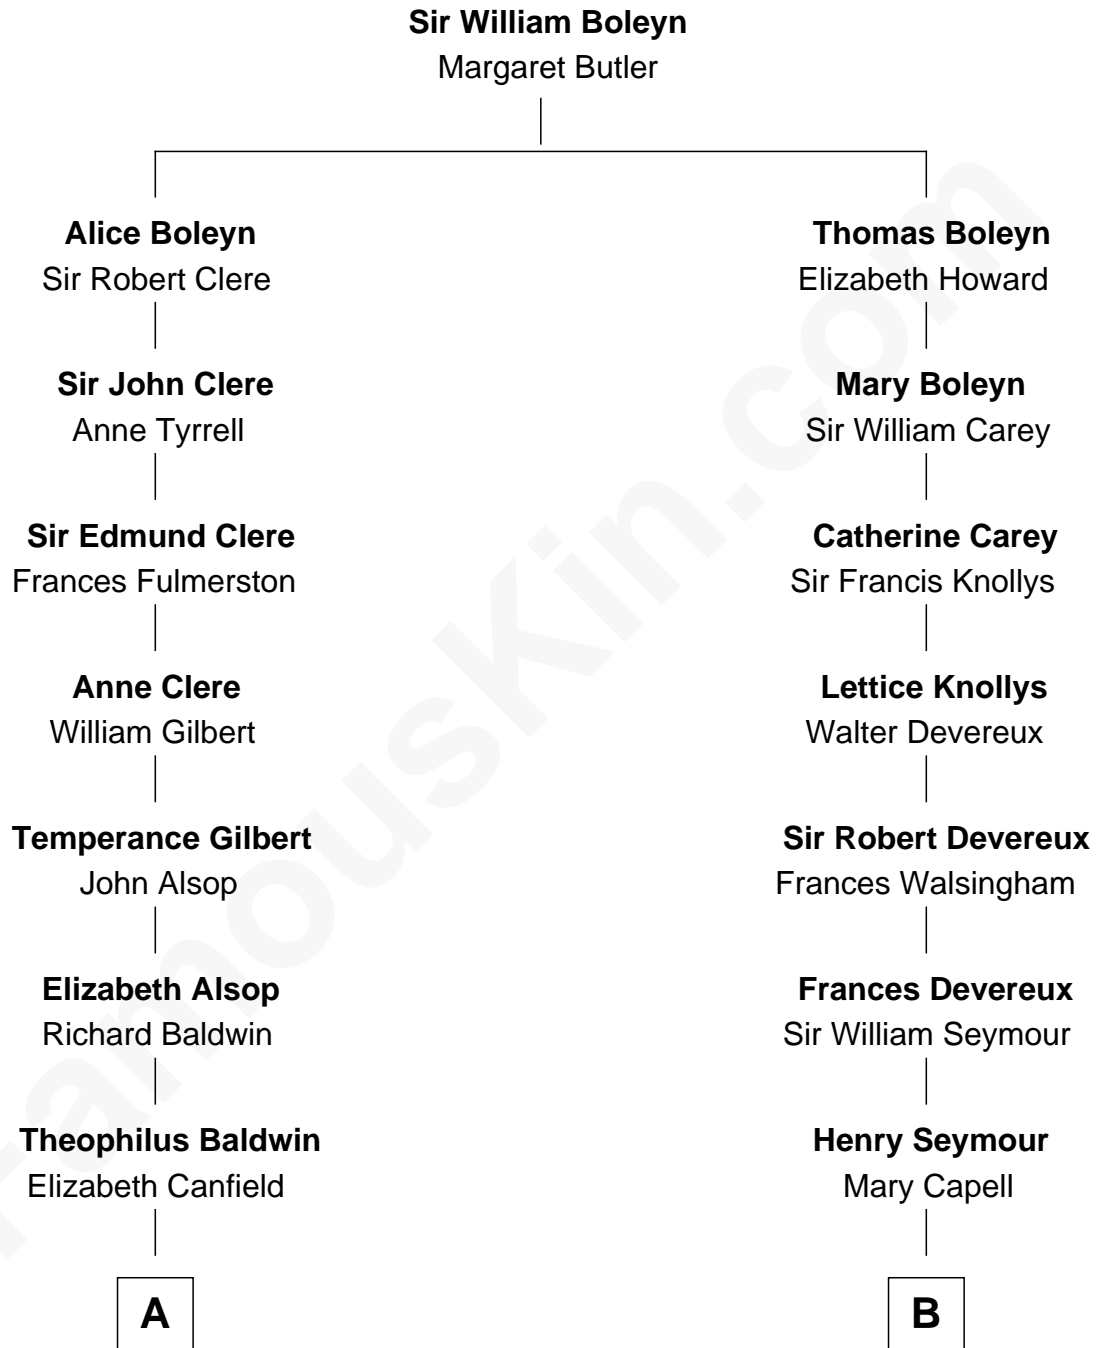 Sir William Boleyn
Margaret Butler
Alice Boleyn
Sir Robert Clere
Sir John Clere
Anne Tyrrell
Sir Edmund Clere
Frances Fulmerston
Anne Clere
William Gilbert
Temperance Gilbert
John Alsop
Elizabeth Alsop
Richard Baldwin
Theophilus Baldwin
Elizabeth Canfield
A
Thomas Boleyn
Elizabeth Howard
Mary Boleyn
Sir William Carey
Catherine Carey
Sir Francis Knollys
Lettice Knollys
Walter Devereux
Sir Robert Devereux
Frances Walsingham
Frances Devereux
Sir William Seymour
Henry Seymour
Mary Capell
B
FamousKin.com